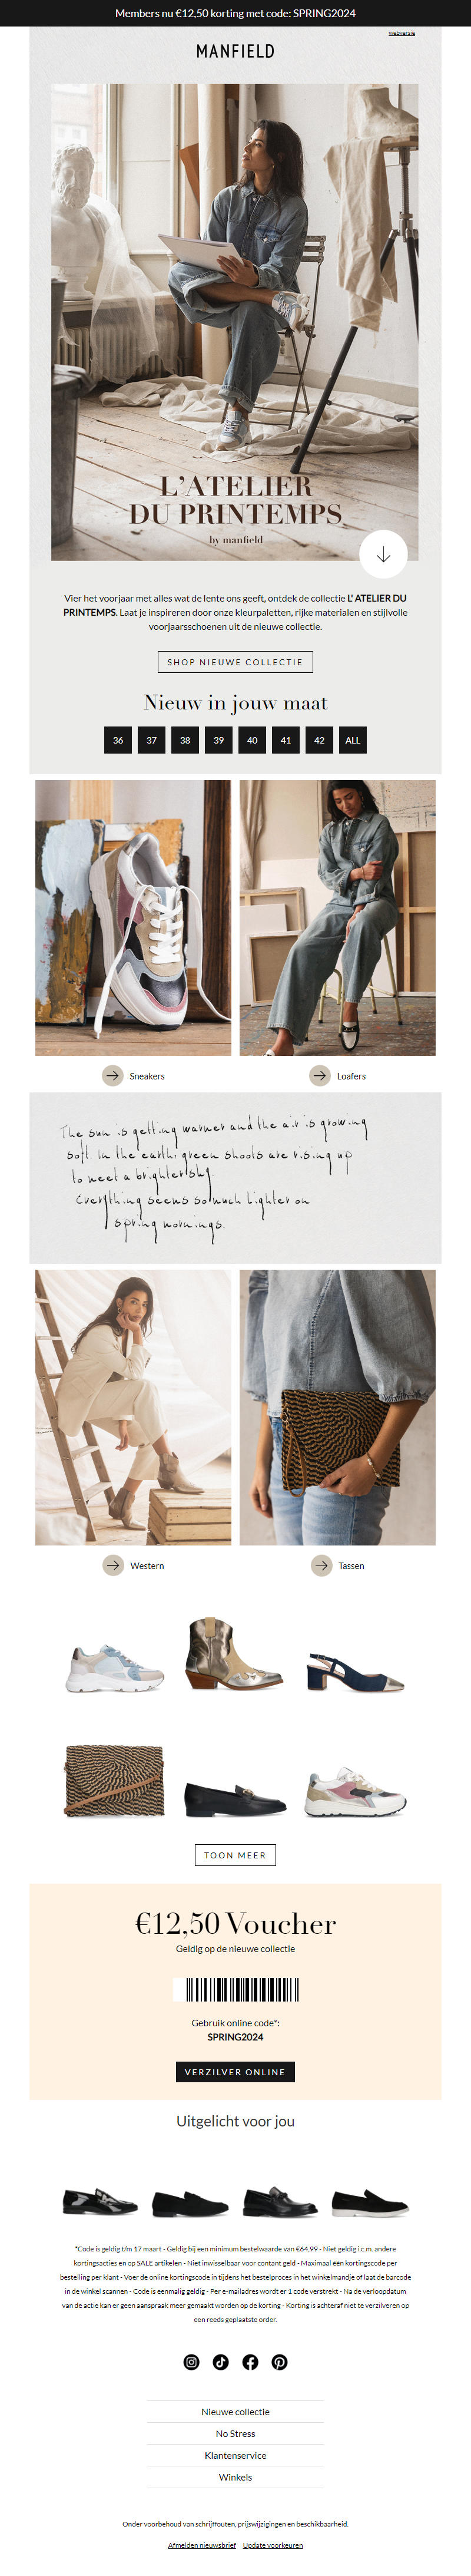 Members nu €12,50 korting met code: SPRING2024
webversie
MANFIELD
L'ATELIER
DU PRINTEMPS
by manfield
Vier het voorjaar met alles wat de lente ons geeft, ontdek de collectie L' ATELIER DU
PRINTEMPS. Laat je inspireren door onze kleurpaletten, rijke materialen en stijlvolle
voorjaarsschoenen uit de nieuwe collectie.
SHOP NIEUWE COLLECTIE
Nieuw in jouw maat
36 37 38 39 40 41 42 ALL
Sneakers
Loafers
The sun is getting warmer and the air is growing
soft. In the earth, green shoots are rising up
to meet a brighter sky.
Everything seems so much lighter on
spring mornings.
Western
Tassen
TOON MEER
€12,50 Voucher
Geldig op de nieuwe collectie
Gebruik online code*:
SPRING2024
VERZILVER ONLINE
Uitgelicht voor jou
*Code is geldig t/m 17 maart - Geldig bij een minimum bestelwaarde van €64,99 - Niet geldig i.c.m. andere
kortingsacties en op SALE artikelen - Niet inwisselbaar voor contant geld - Maximaal één kortingscode per
bestelling per klant - Voer de online kortingscode in tijdens het bestelproces in het winkelmandje of laat de barcode
in de winkel scannen - Code is eenmalig geldig - Per e-mailadres wordt er 1 code verstrekt - Na de verloopdatum
van de actie kan er geen aanspraak meer gemaakt worden op de korting - Korting is achteraf niet te verzilveren op
een reeds geplaatste order.
Nieuwe collectie
No Stress
Klantenservice
Winkels
Onder voorbehoud van schrijffouten, prijswijzigingen en beschikbaarheid.
Afmelden nieuwsbrief Update voorkeuren